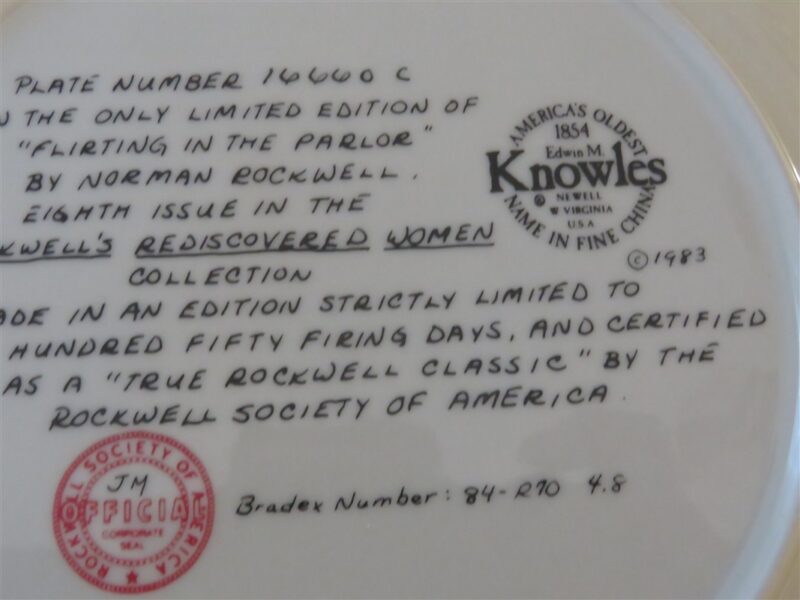 PLATE NUMBER 16660 C
THE ONLY LIMITED EDITION OF
"FLIRTING IN THE PARLOR"
BY NORMAN ROCKWELL.
EIGHTH ISSUE IN THE
KWELL'S REDISCOVERED WOMEN
COLLECTION
ADE IN AN EDITION STRICTLY LIMITED TO
HUNDRED FIFTY FIRING DAYS, AND CERTIFIED
AS A "TRUE ROCKWELL CLASSIC" BY THE
ROCKWELL SOCIETY OF AMERICA.
AMERICA'S OLDEST
1854
Edwin M.
Knowles
NEWELL
W VIRGINIA
U.S.A
NAME IN FINE CHINA
©1983
ROCKWELL SOCIETY OF AMERICA
JM
OFFICIAL
CORPORATE
SEAL
Bradex Number: 84-R70 4.8